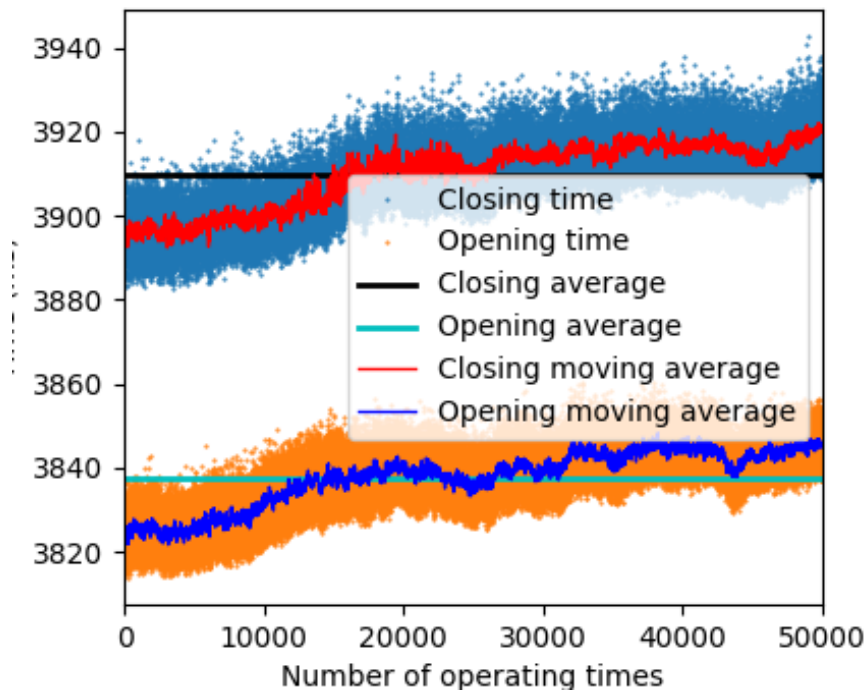 3940
3920
3900
3880
3860
3840
3820
Closing time
Opening time
Closing average
Opening average
Closing moving average
Opening moving average
0
10000
20000
30000
40000
50000
Number of operating times